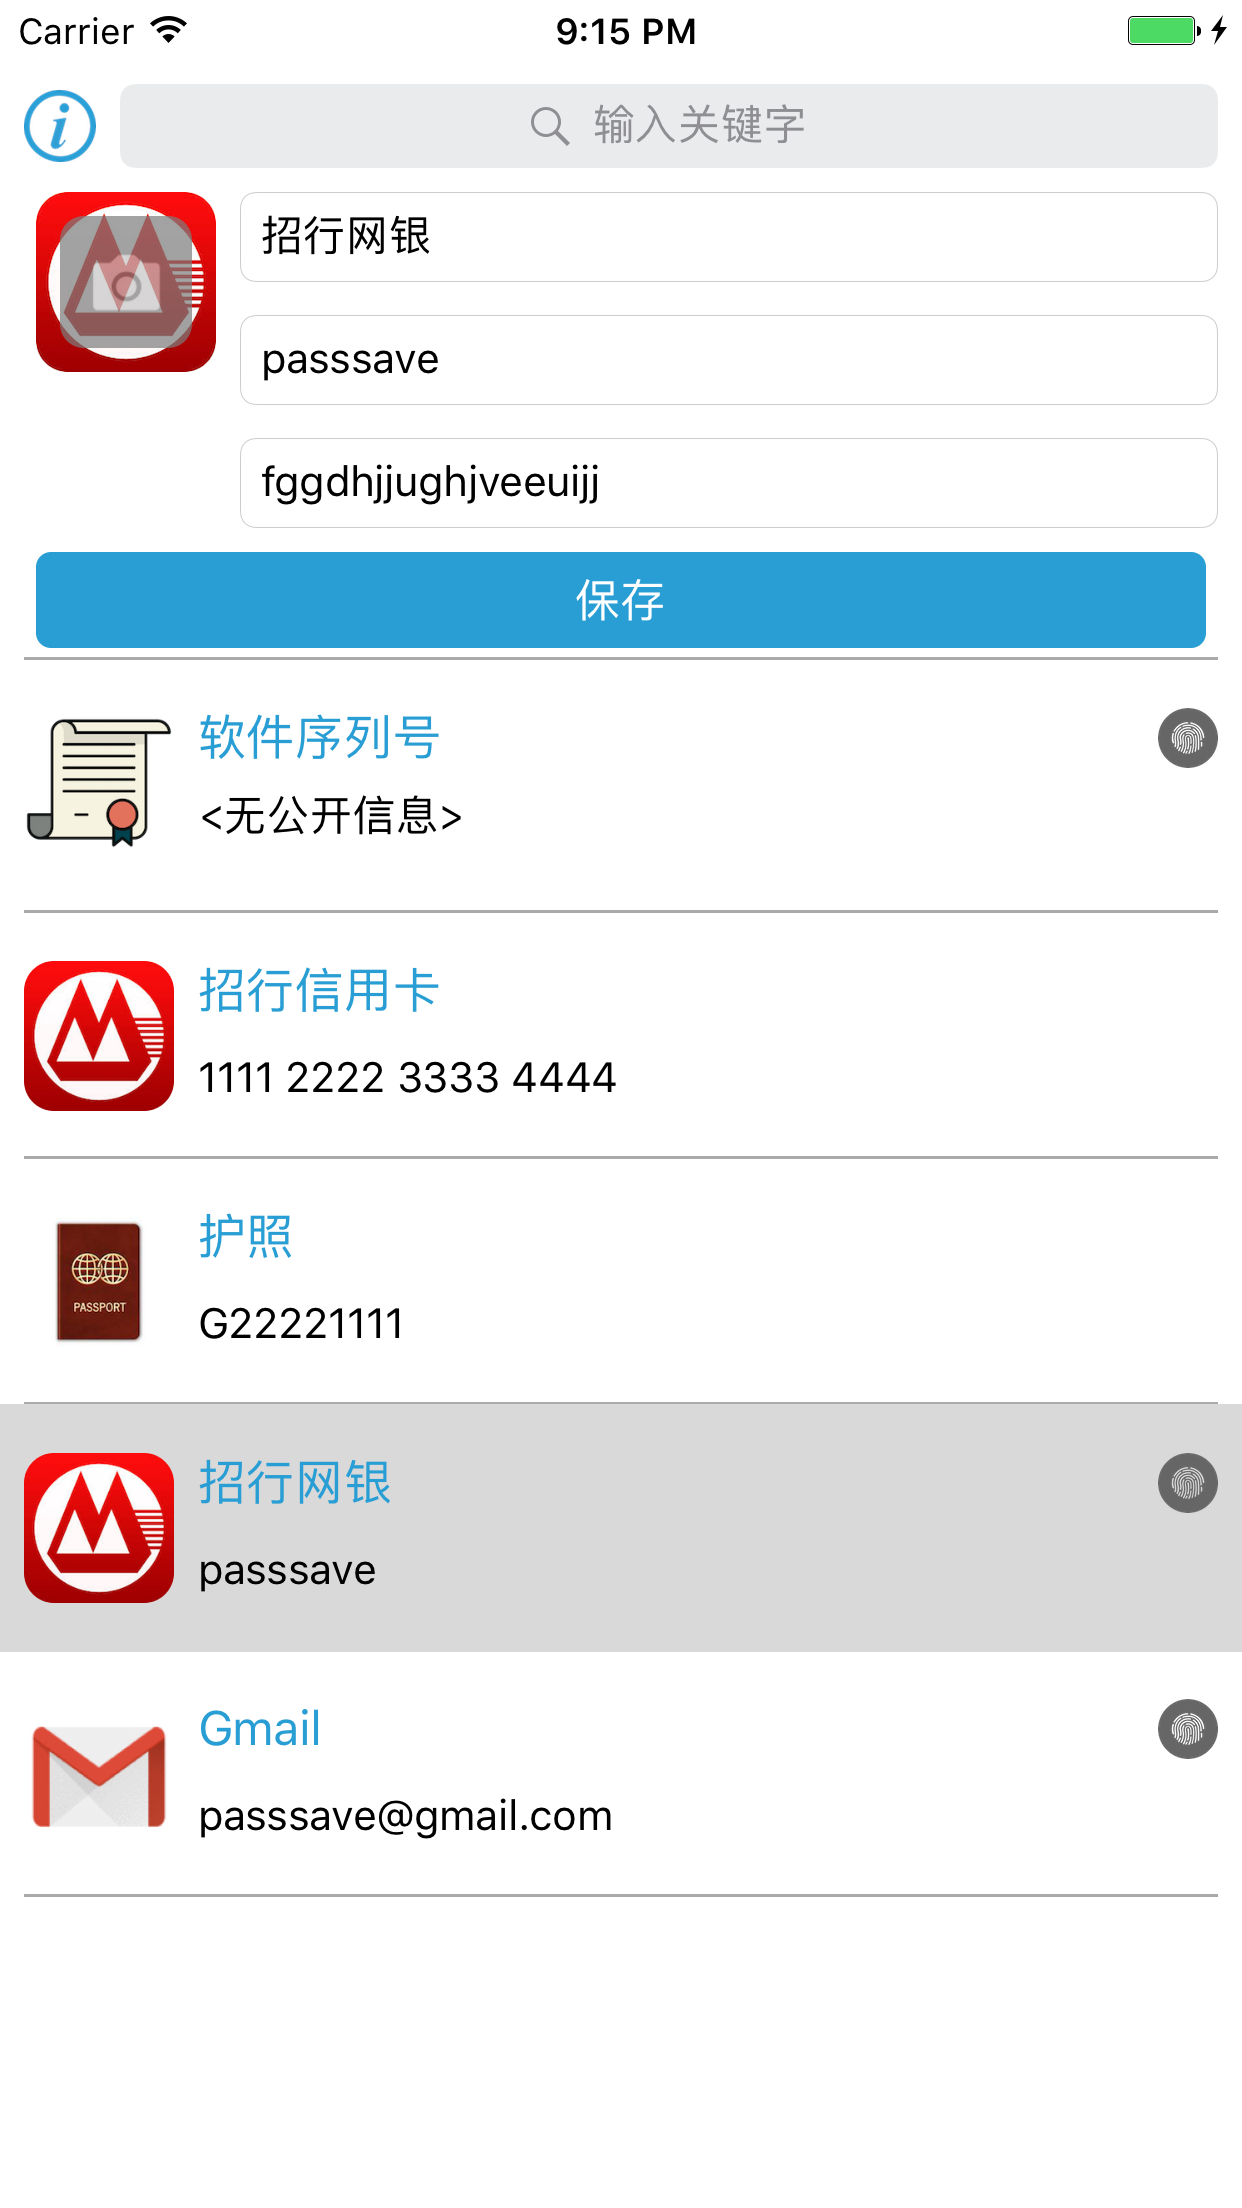 Carrier 9:15 PM
输入关键字
招行网银
passsave
fggdhjjughjveeuijj
保存
软件序列号
<无公开信息>
招行信用卡
1111 2222 3333 4444
护照
PASSPORT
G22221111
招行网银
passsave
Gmail
passsave@gmail.com